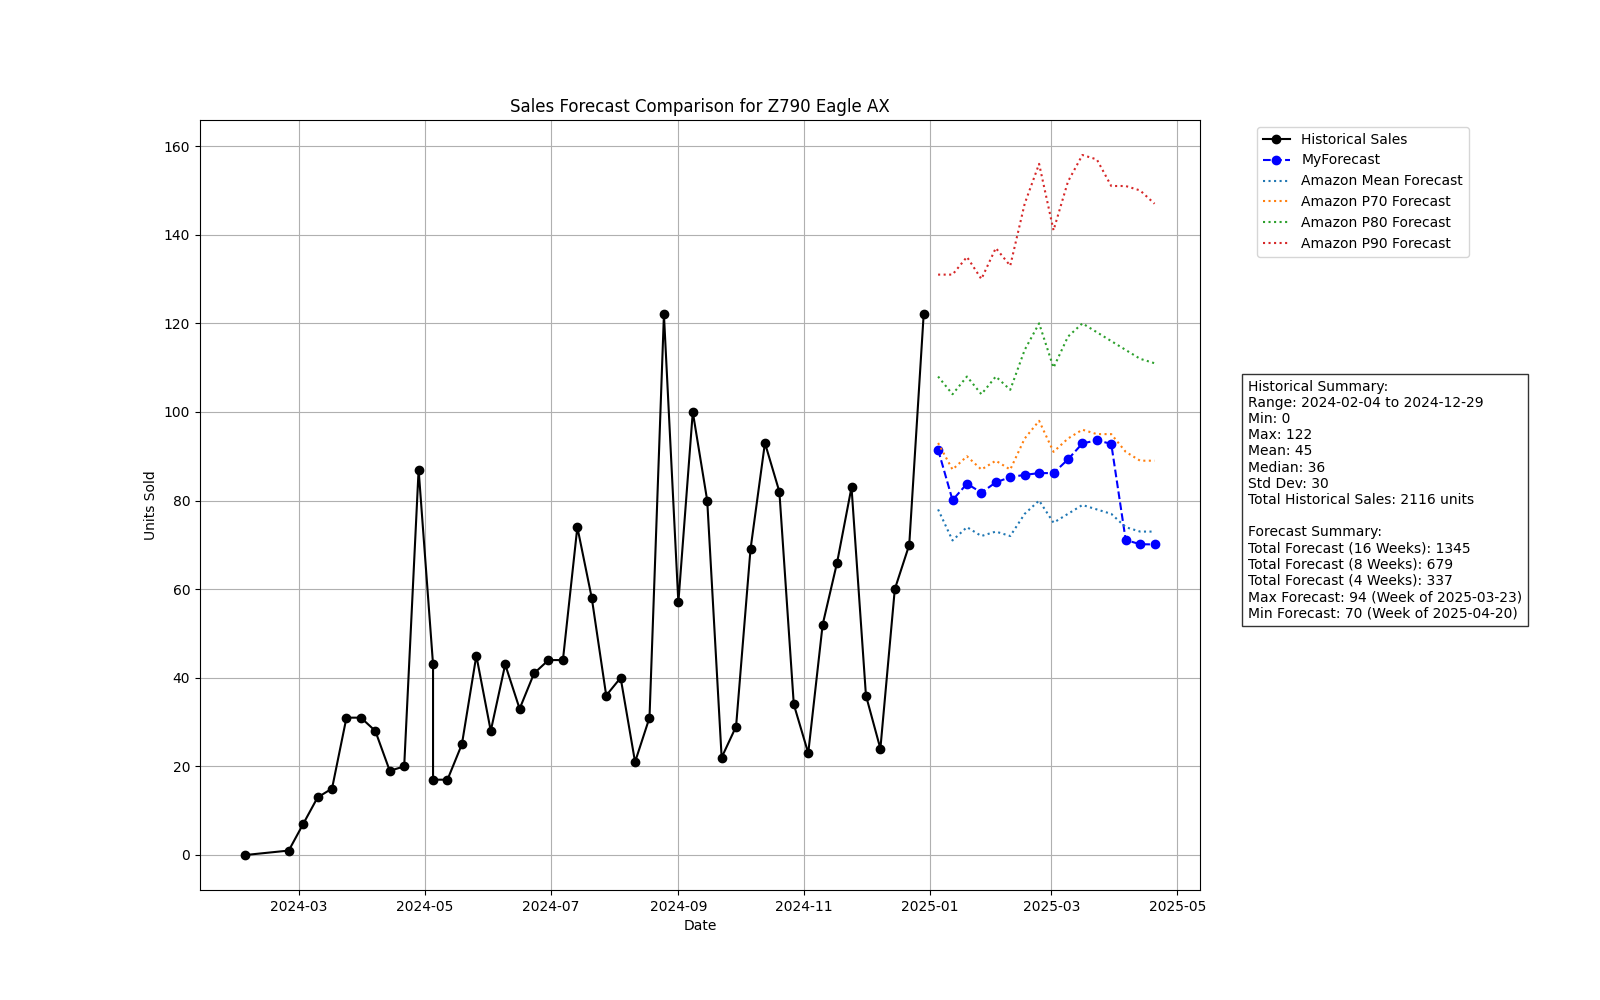 Sales Forecast Comparison for Z790 Eagle AX
160
140
120
100
80
60
40
20
0
Units Sold
2024-03
2024-05
2024-07
2024-09
2024-11
2025-01
2025-03
2025-05
Date
Historical Sales
MyForecast
Amazon Mean Forecast
Amazon P70 Forecast
Amazon P80 Forecast
Amazon P90 Forecast
Historical Summary:
Range: 2024-02-04 to 2024-12-29
Min: 0
Max: 122
Mean: 45
Median: 36
Std Dev: 30
Total Historical Sales: 2116 units
Forecast Summary:
Total Forecast (16 Weeks): 1345
Total Forecast (8 Weeks): 679
Total Forecast (4 Weeks): 337
Max Forecast: 94 (Week of 2025-03-23)
Min Forecast: 70 (Week of 2025-04-20)